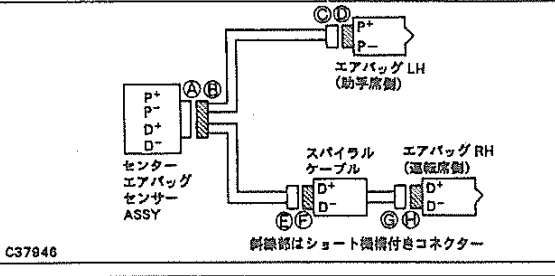 Ⓒ Ⓓ
P+
P−
エアバッグ LH
(助手席側)
Ⓐ Ⓑ
P+
P−
D+
D−
センター
エアバッグ
センサー
ASSY
スパイラル
ケーブル
D+
D−
Ⓔ Ⓕ
エアバッグ RH
(運転席側)
D+
D−
Ⓖ Ⓗ
斜線部はショート機構付きコネクター
C37946